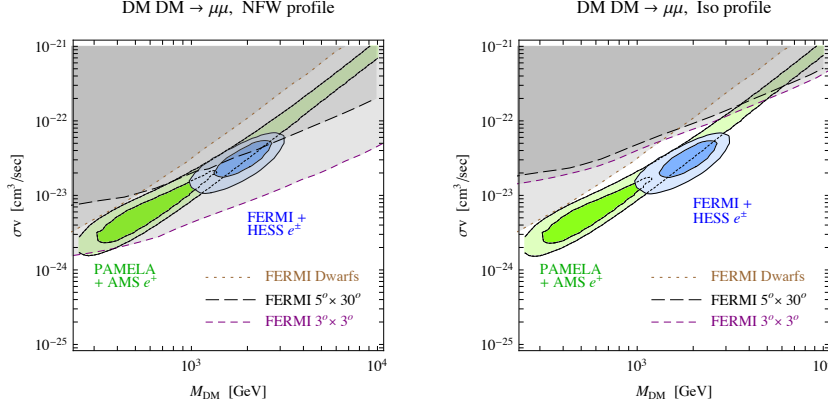 DM DM → μμ, NFW profile
10⁻²¹
10⁻²²
10⁻²³
10⁻²⁴
10⁻²⁵
σv [cm³/sec]
FERMI +
HESS e±
PAMELA
+ AMS e⁺
FERMI Dwarfs
FERMI 5° × 30°
FERMI 3° × 3°
10³
10⁴
M_DM [GeV]
DM DM → μμ, Iso profile
10⁻²¹
10⁻²²
10⁻²³
10⁻²⁴
10⁻²⁵
σv [cm³/sec]
FERMI +
HESS e±
PAMELA
+ AMS e⁺
FERMI Dwarfs
FERMI 5° × 30°
FERMI 3° × 3°
10³
10⁴
M_DM [GeV]